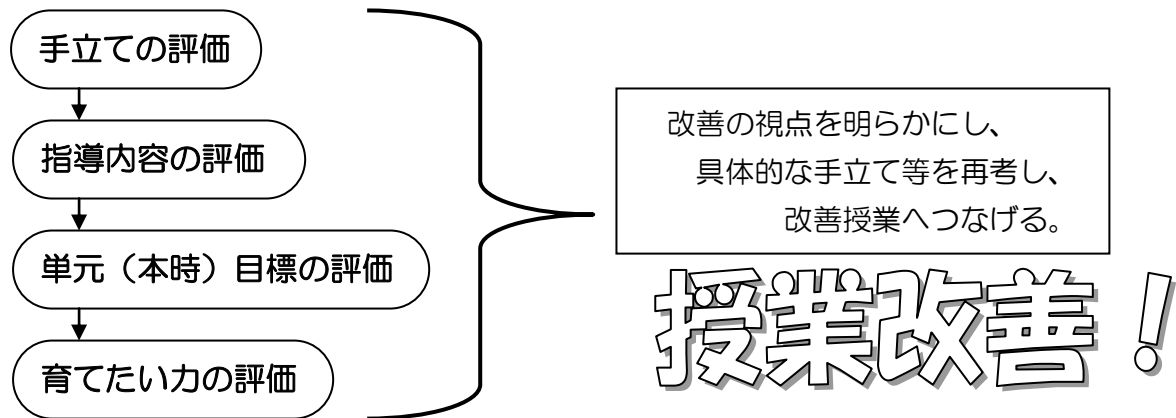 手立ての評価
指導内容の評価
単元（本時）目標の評価
育てたい力の評価
改善の視点を明らかにし、
具体的な手立て等を再考し、
改善授業へつなげる。
授業改善！